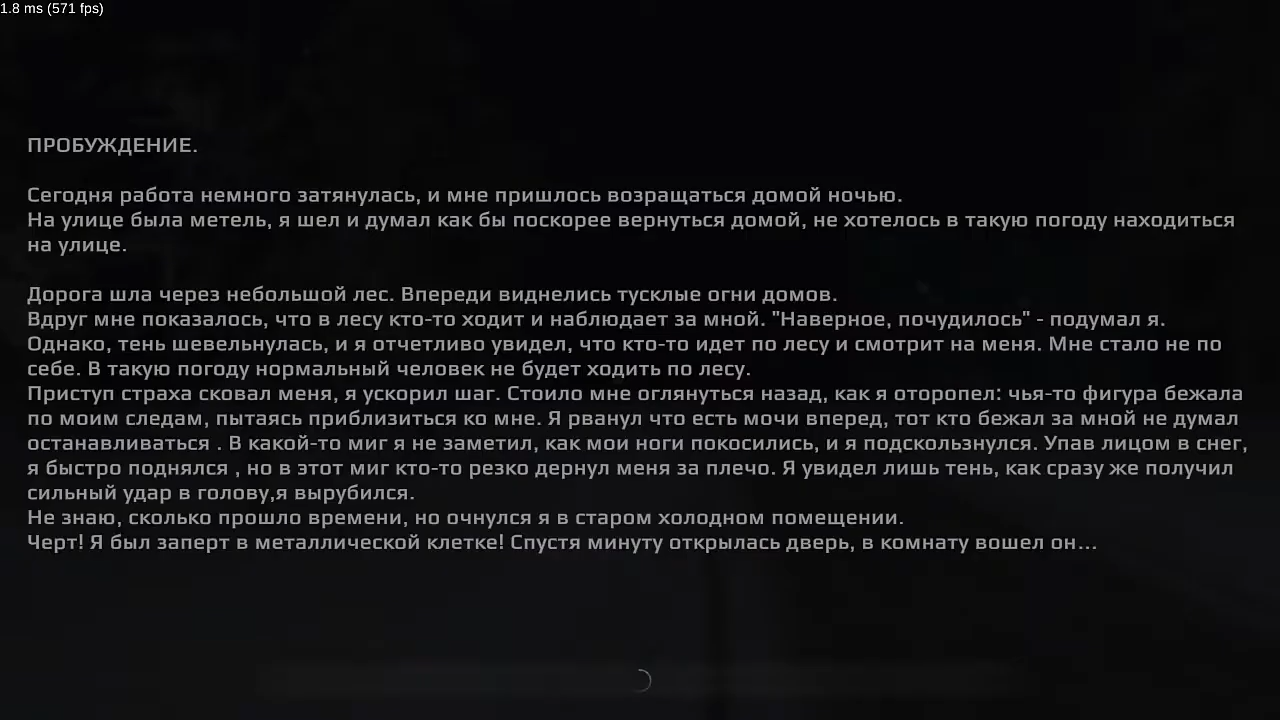 1.8 ms (571 fps)
ПРОБУЖДЕНИЕ.
Сегодня работа немного затянулась, и мне пришлось возращаться домой ночью.
На улице была метель, я шел и думал как бы поскорее вернуться домой, не хотелось в такую погоду находиться
на улице.
Дорога шла через небольшой лес. Впереди виднелись тусклые огни домов.
Вдруг мне показалось, что в лесу кто-то ходит и наблюдает за мной. "Наверное, почудилось" - подумал я.
Однако, тень шевельнулась, и я отчетливо увидел, что кто-то идет по лесу и смотрит на меня. Мне стало не по
себе. В такую погоду нормальный человек не будет ходить по лесу.
Приступ страха сковал меня, я ускорил шаг. Стоило мне оглянуться назад, как я оторопел: чья-то фигура бежала
по моим следам, пытаясь приблизиться ко мне. Я рванул что есть мочи вперед, тот кто бежал за мной не думал
останавливаться . В какой-то миг я не заметил, как мои ноги покосились, и я подскользнулся. Упав лицом в снег,
я быстро поднялся , но в этот миг кто-то резко дернул меня за плечо. Я увидел лишь тень, как сразу же получил
сильный удар в голову,я вырубился.
Не знаю, сколько прошло времени, но очнулся я в старом холодном помещении.
Черт! Я был заперт в металлической клетке! Спустя минуту открылась дверь, в комнату вошел он...